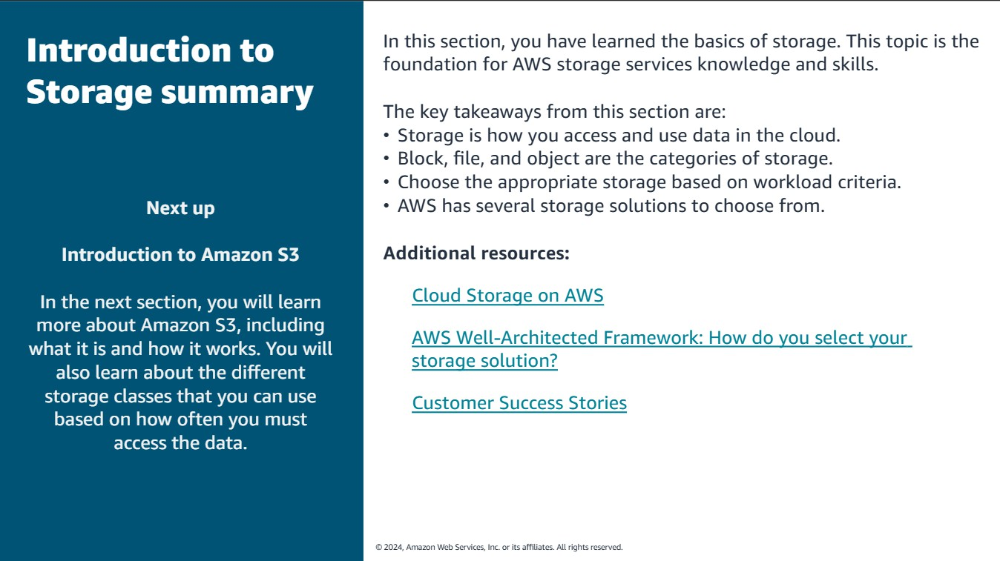 Introduction to
Storage summary
Next up
Introduction to Amazon S3
In the next section, you will learn
more about Amazon S3, including
what it is and how it works. You will
also learn about the different
storage classes that you can use
based on how often you must
access the data.
In this section, you have learned the basics of storage. This topic is the
foundation for AWS storage services knowledge and skills.
The key takeaways from this section are:
• Storage is how you access and use data in the cloud.
• Block, file, and object are the categories of storage.
• Choose the appropriate storage based on workload criteria.
• AWS has several storage solutions to choose from.
Additional resources:
Cloud Storage on AWS
AWS Well-Architected Framework: How do you select your
storage solution?
Customer Success Stories
© 2024, Amazon Web Services, Inc. or its affiliates. All rights reserved.